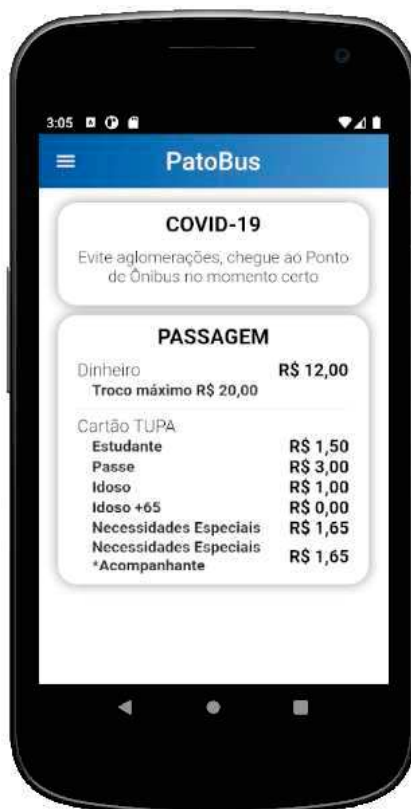 3:05
PatoBus
COVID-19
Evite aglomerações, chegue ao Ponto
de Ônibus no momento certo
PASSAGEM
Dinheiro R$ 12,00
Troco máximo R$ 20,00
Cartão TUPA
Estudante R$ 1,50
Passe R$ 3,00
Idoso R$ 1,00
Idoso +65 R$ 0,00
Necessidades Especiais R$ 1,65
Necessidades Especiais
*Acompanhante R$ 1,65